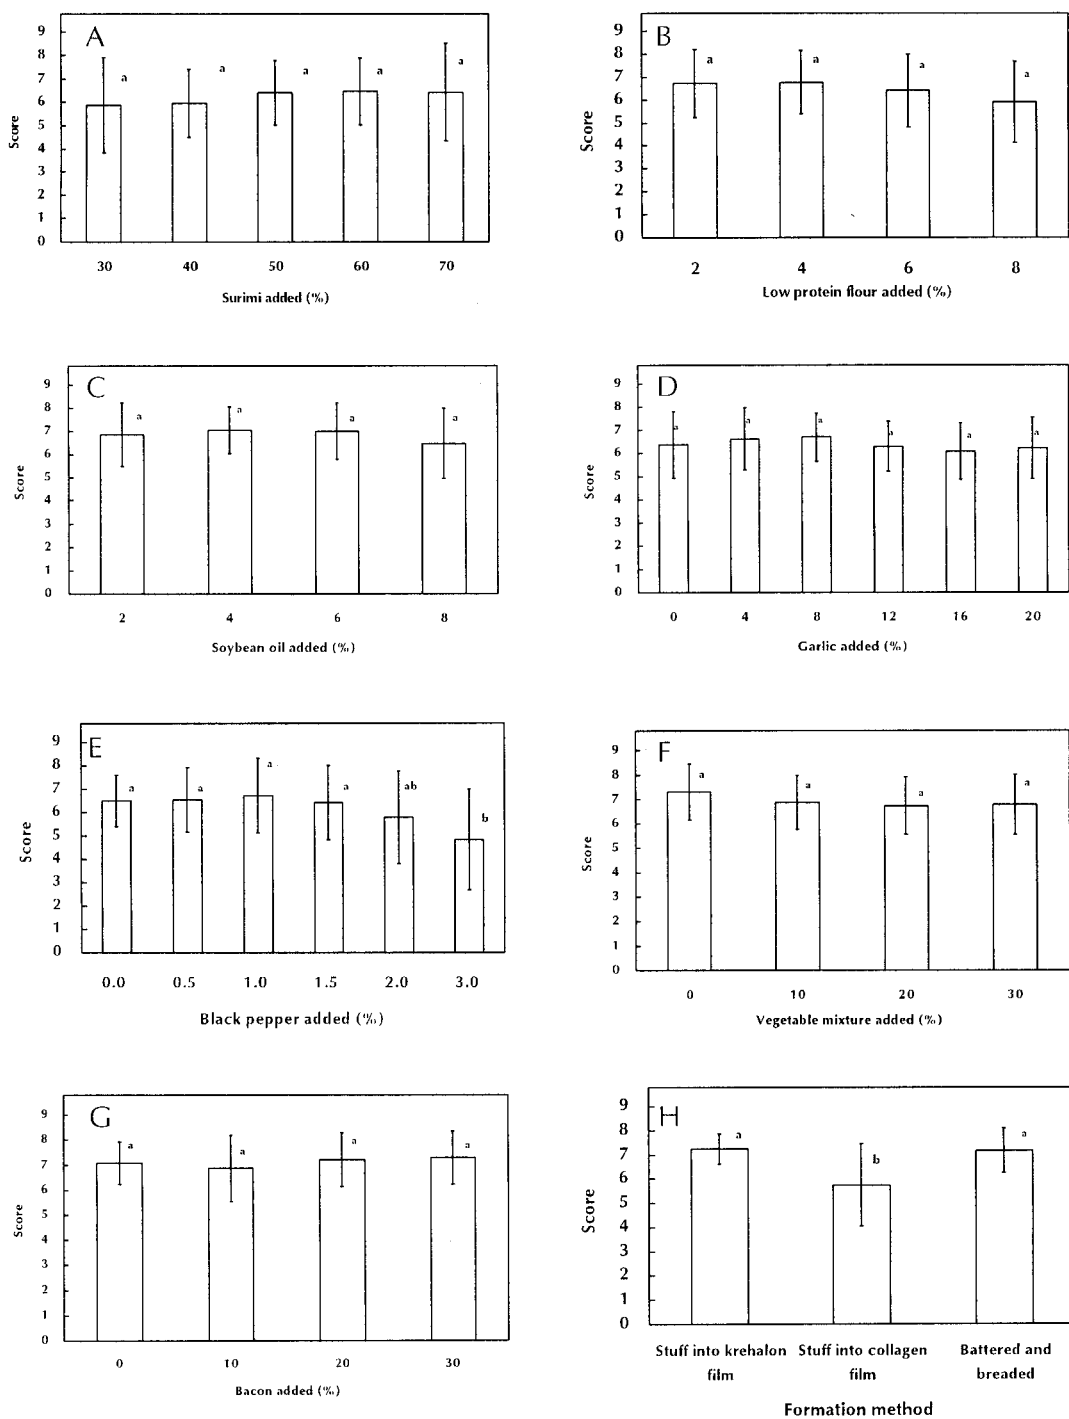 A
9
8
7
6
5
4
3
2
1
0
Score
a a a a a
30 40 50 60 70
Surimi added (%)
B
9
8
7
6
5
4
3
2
1
0
Score
a a a a
2 4 6 8
Low protein flour added (%)
C
9
8
7
6
5
4
3
2
1
0
Score
a a a a
2 4 6 8
Soybean oil added (%)
D
9
8
7
6
5
4
3
2
1
0
Score
a a a a a a
0 4 8 12 16 20
Garlic added (%)
E
9
8
7
6
5
4
3
2
1
0
Score
a a a a ab b
0.0 0.5 1.0 1.5 2.0 3.0
Black pepper added (%)
F
9
8
7
6
5
4
3
2
1
0
Score
a a a a
0 10 20 30
Vegetable mixture added (%)
G
9
8
7
6
5
4
3
2
1
0
Score
a a a a
0 10 20 30
Bacon added (%)
H
9
8
7
6
5
4
3
2
1
0
Score
a b a
Stuff into krehalon Stuff into collagen Battered and
film film breaded
Formation method